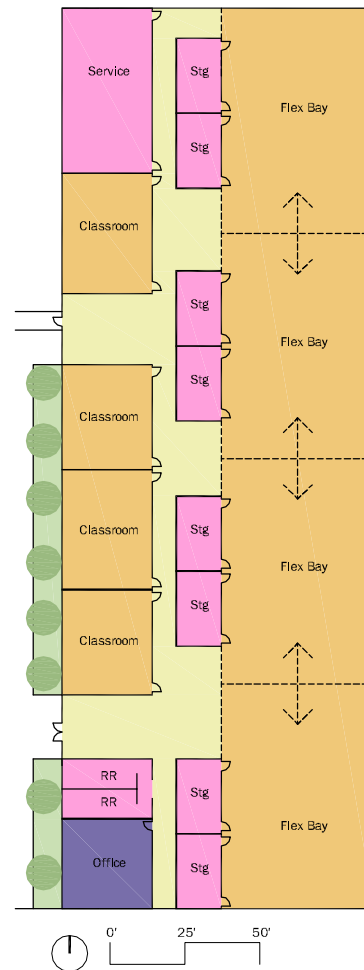 Service
Stg
Stg
Flex Bay
Classroom
Stg
Flex Bay
Stg
Classroom
Classroom
Stg
Flex Bay
Stg
Classroom
RR
RR
Stg
Flex Bay
Office
Stg
0' 25' 50'